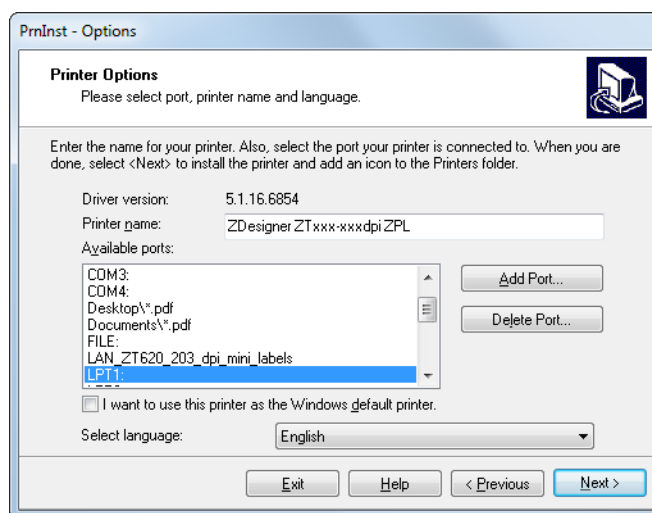 PrnInst - Options
Printer Options
Please select port, printer name and language.
Enter the name for your printer. Also, select the port your printer is connected to. When you are
done, select <Next> to install the printer and add an icon to the Printers folder.
Driver version: 5.1.16.6854
Printer name: ZDesigner ZTxxx-xxxdpi ZPL
Available ports:
COM3:
COM4:
Desktop\*.pdf
Documents\*.pdf
FILE:
LAN_ZT620_203_dpi_mini_labels
LPT1:
Add Port...
Delete Port...
I want to use this printer as the Windows default printer.
Select language: English
Exit Help < Previous Next >